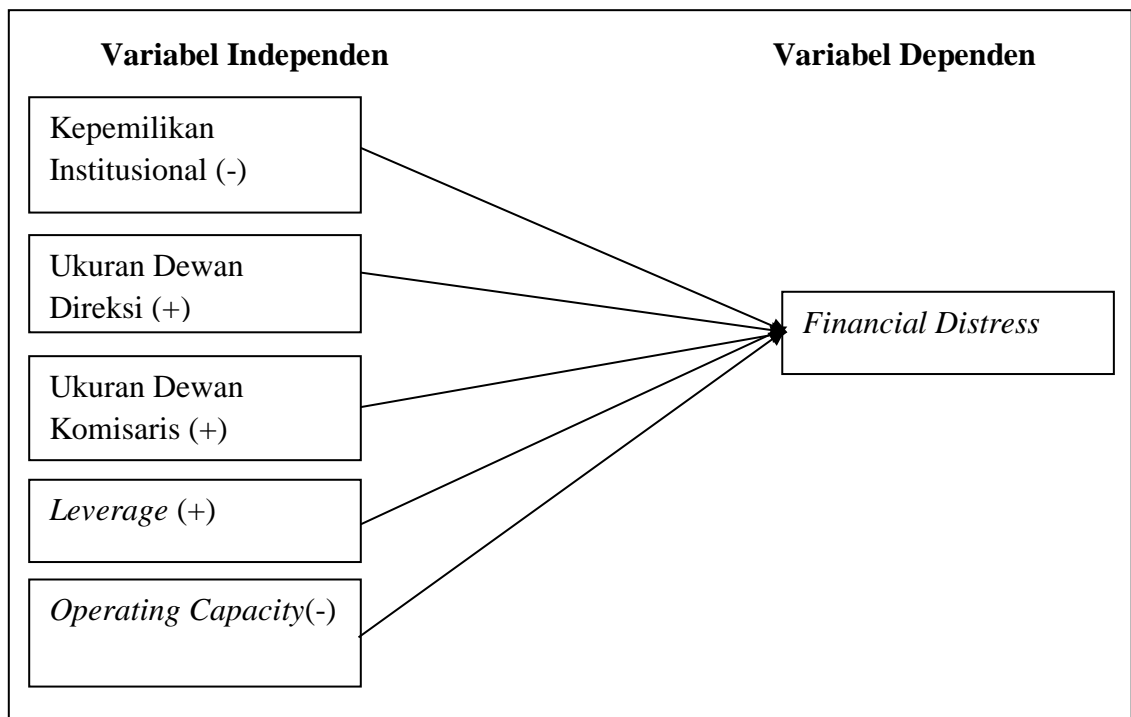 Variabel Independen
Variabel Dependen
Kepemilikan
Institusional (-)
Ukuran Dewan
Direksi (+)
Ukuran Dewan
Komisaris (+)
Leverage (+)
Operating Capacity(-)
Financial Distress